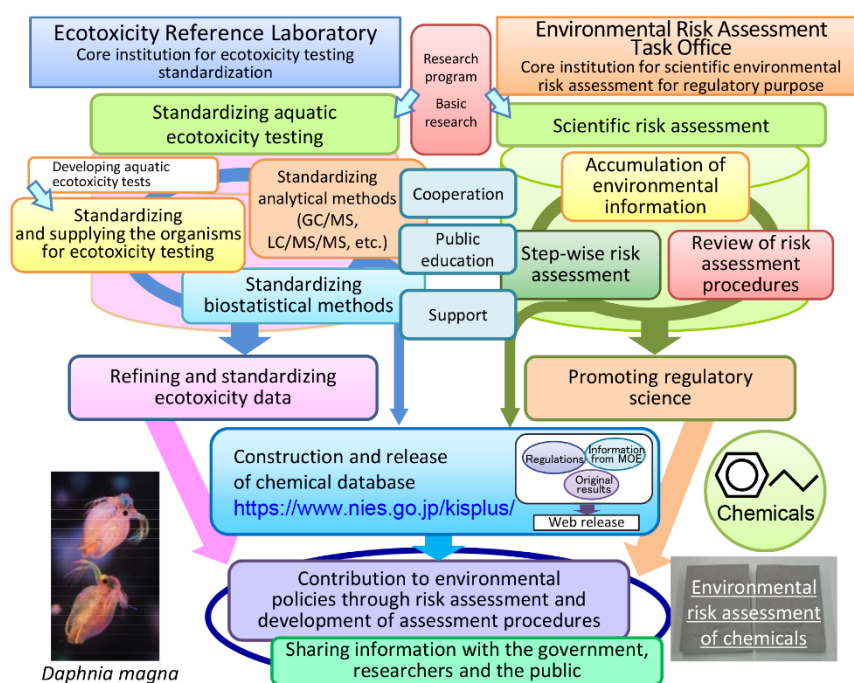 Ecotoxicity Reference Laboratory
Core institution for ecotoxicity testing
standardization
Research
program
Basic
research
Environmental Risk Assessment
Task Office
Core institution for scientific environmental
risk assessment for regulatory purpose
Standardizing aquatic
ecotoxicity testing
Scientific risk assessment
Developing aquatic
ecotoxicity tests
Standardizing
and supplying the organisms
for ecotoxicity testing
Standardizing
analytical methods
(GC/MS,
LC/MS/MS, etc.)
Standardizing
biostatistical methods
Cooperation
Public
education
Support
Accumulation of
environmental
information
Step-wise risk
assessment
Review of risk
assessment
procedures
Refining and standardizing
ecotoxicity data
Promoting regulatory
science
Construction and release
of chemical database
https://www.nies.go.jp/kisplus/
Regulations
Information
from MOE
Original
results
Web release
Chemicals
Contribution to environmental
policies through risk assessment and
development of assessment procedures
Sharing information with the government,
researchers and the public
Daphnia magna
Environmental
risk assessment
of chemicals